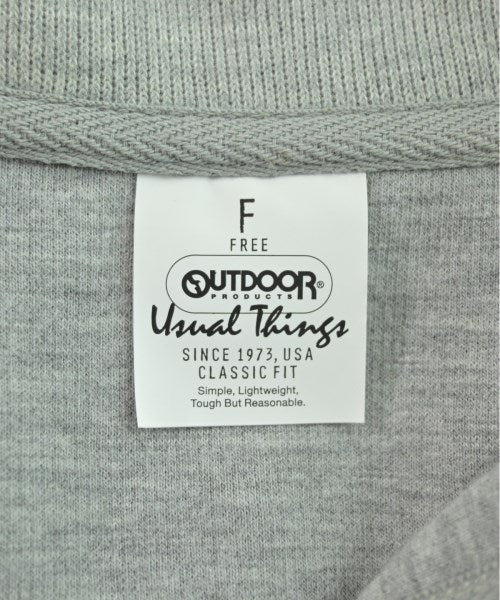 F
FREE
OUTDOOR®
PRODUCTS
Usual Things
SINCE 1973, USA
CLASSIC FIT
Simple, Lightweight,
Tough But Reasonable.